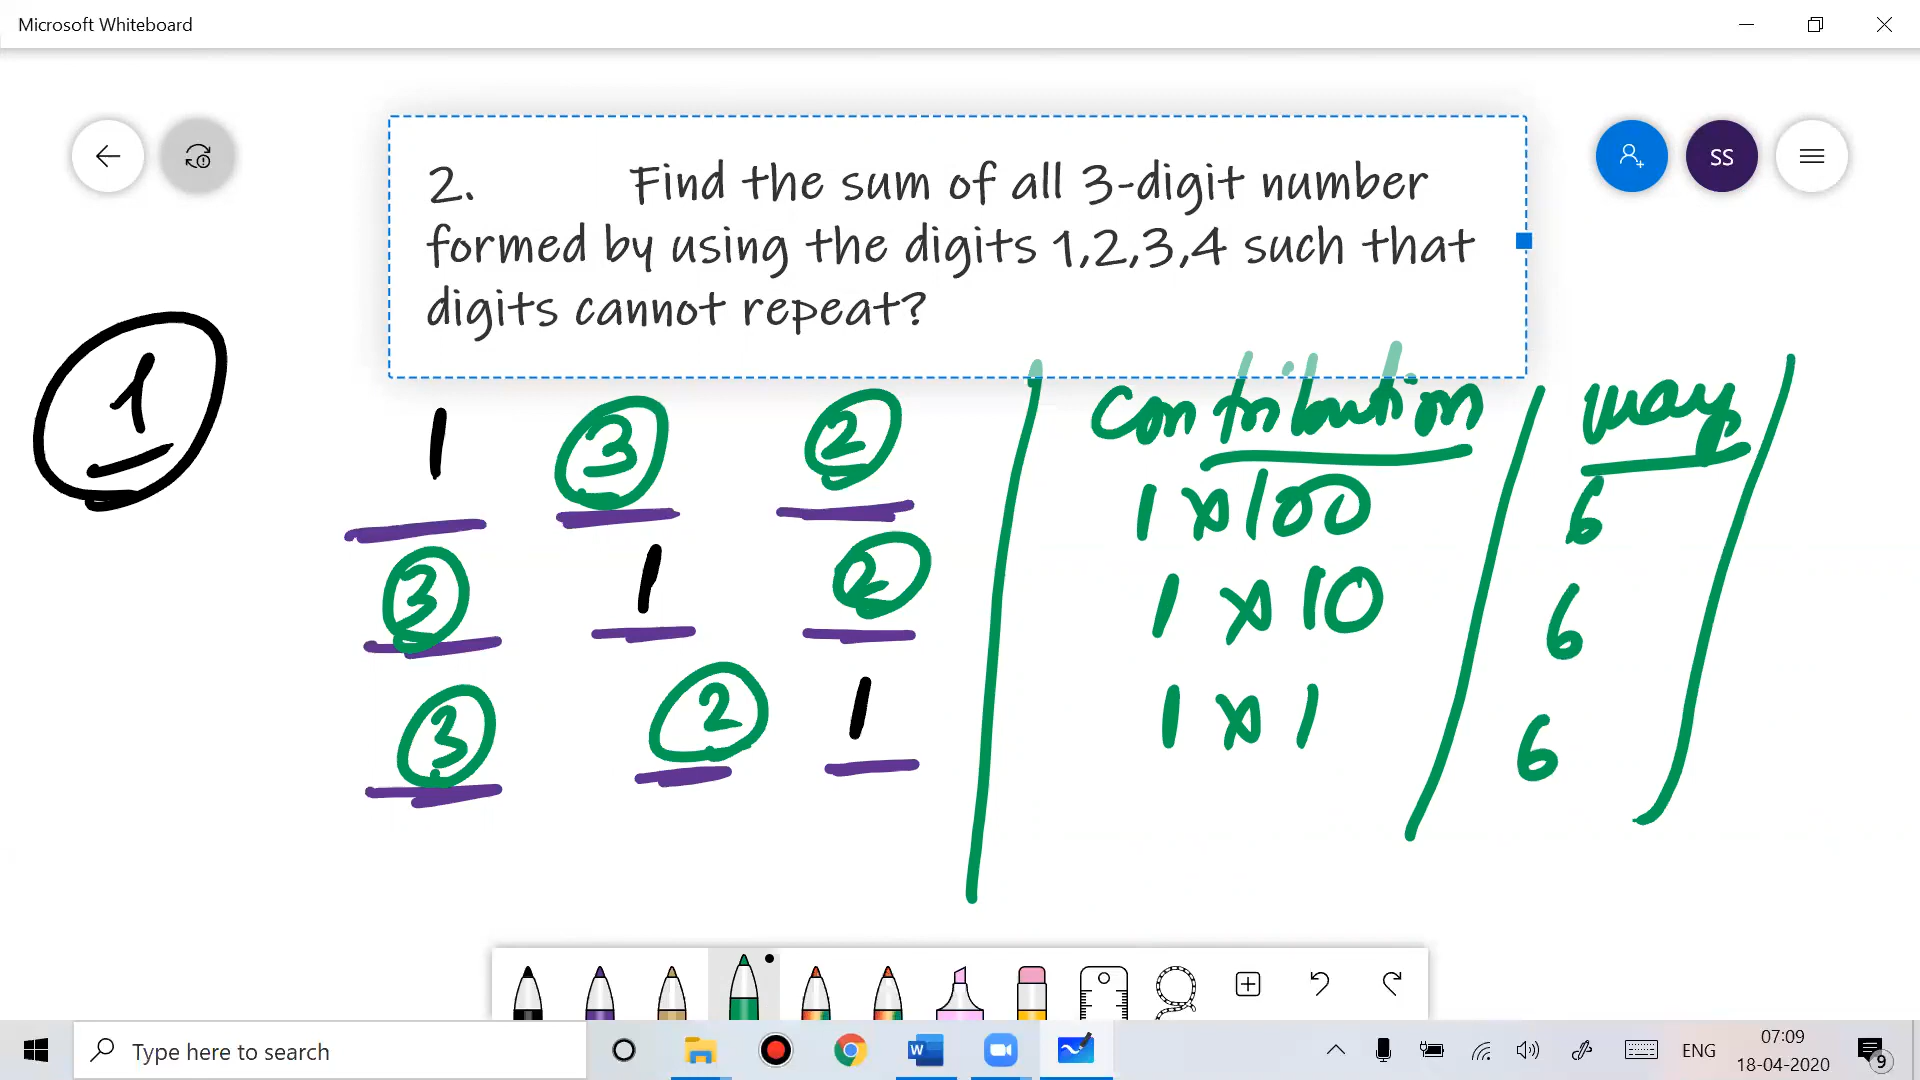 Microsoft Whiteboard
SS
2. Find the sum of all 3-digit number
formed by using the digits 1,2,3,4 such that
digits cannot repeat?
1
1 3 2
3 1 2
3 2 1
Contribution
1 x 100
1 x 10
1 x 1
way
6
6
6
Type here to search
ENG
07:09
18-04-2020
9